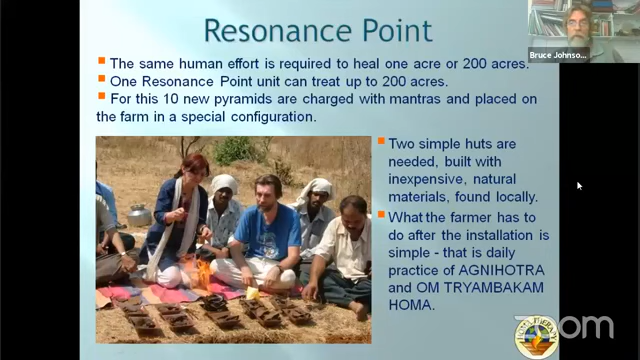 Resonance Point
The same human effort is required to heal one acre or 200 acres.
One Resonance Point unit can treat up to 200 acres.
For this 10 new pyramids are charged with mantras and placed on
the farm in a special configuration.
Two simple huts are
needed, built with
inexpensive, natural
materials, found locally.
What the farmer has to
do after the installation is
simple - that is daily
practice of AGNIHOTRA
and OM TRYAMBAKAM
HOMA.
Bruce Johnso...
zoom